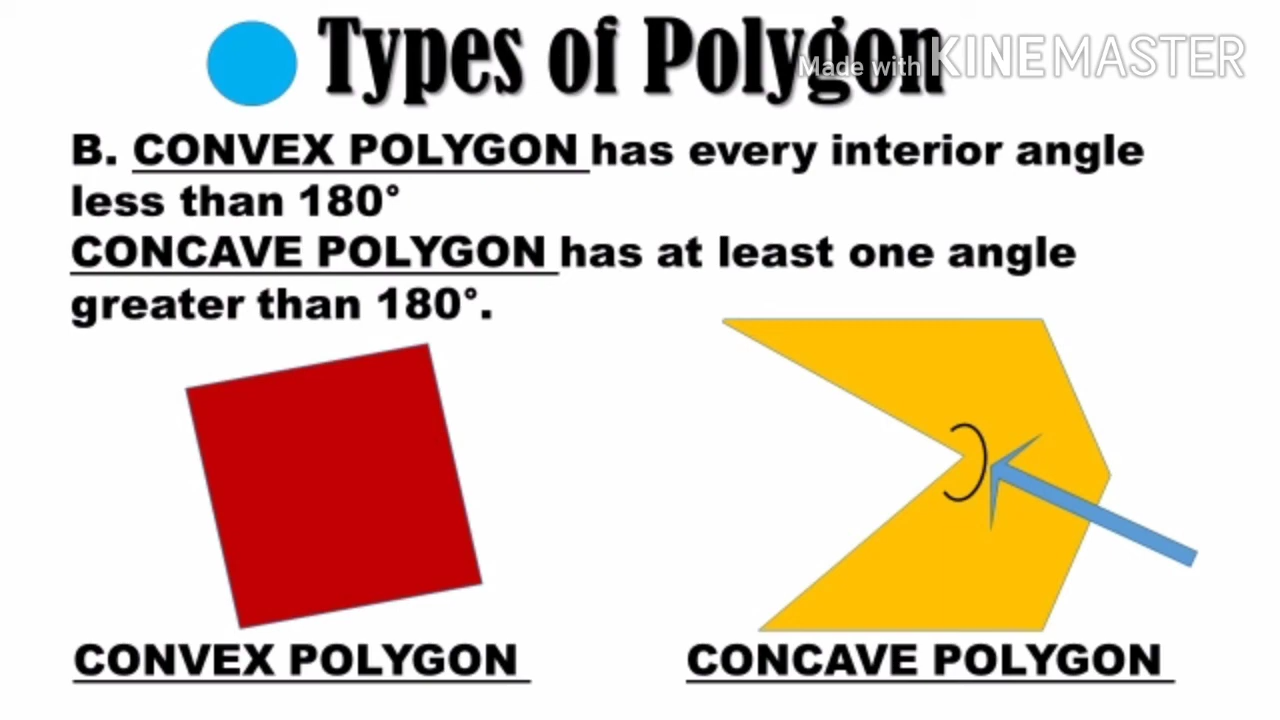 Types of Polygon
Made with KINEMASTER
B. CONVEX POLYGON has every interior angle
less than 180°
CONCAVE POLYGON has at least one angle
greater than 180°.
CONVEX POLYGON
CONCAVE POLYGON